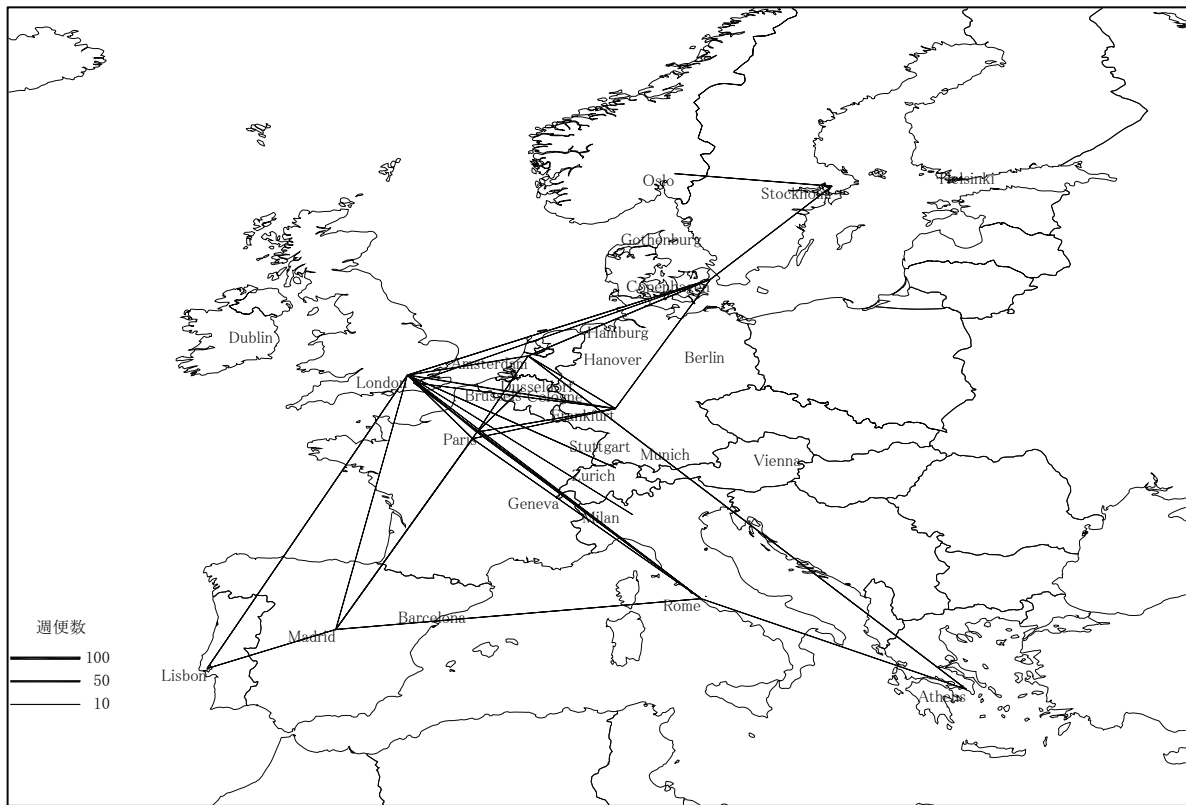 Oslo
Helsinki
Stockholm
Gothenburg
Copenhagen
Dublin
Hamburg
Hanover
Berlin
Amsterdam
London
Dusseldorf
Brussels
Cologne
Frankfurt
Paris
Stuttgart
Munich
Vienna
Zurich
Geneva
Milan
Rome
Barcelona
Madrid
Lisbon
Athens
週便数
100
50
10